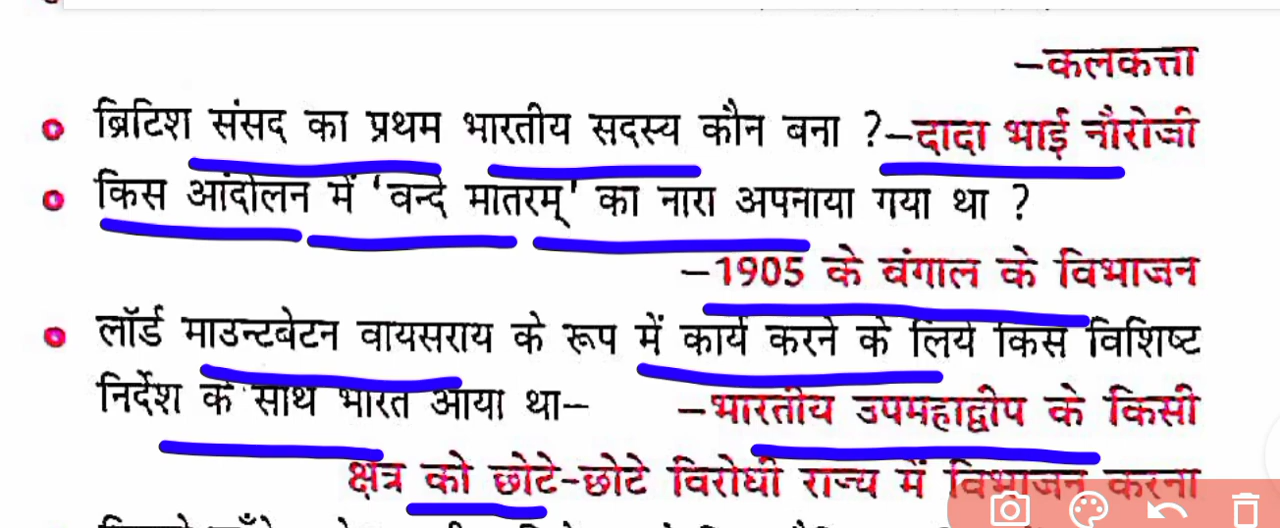 –कलकत्ता
ब्रिटिश संसद का प्रथम भारतीय सदस्य कौन बना ?–दादा भाई नौरोजी
किस आंदोलन में 'वन्दे मातरम्' का नारा अपनाया गया था ?
–1905 के बंगाल के विभाजन
लॉर्ड माउन्टबेटन वायसराय के रूप में कार्य करने के लिये किस विशिष्ट
निर्देश के साथ भारत आया था– –भारतीय उपमहाद्वीप के किसी
क्षेत्र को छोटे-छोटे विरोधी राज्य में विभाजन करना